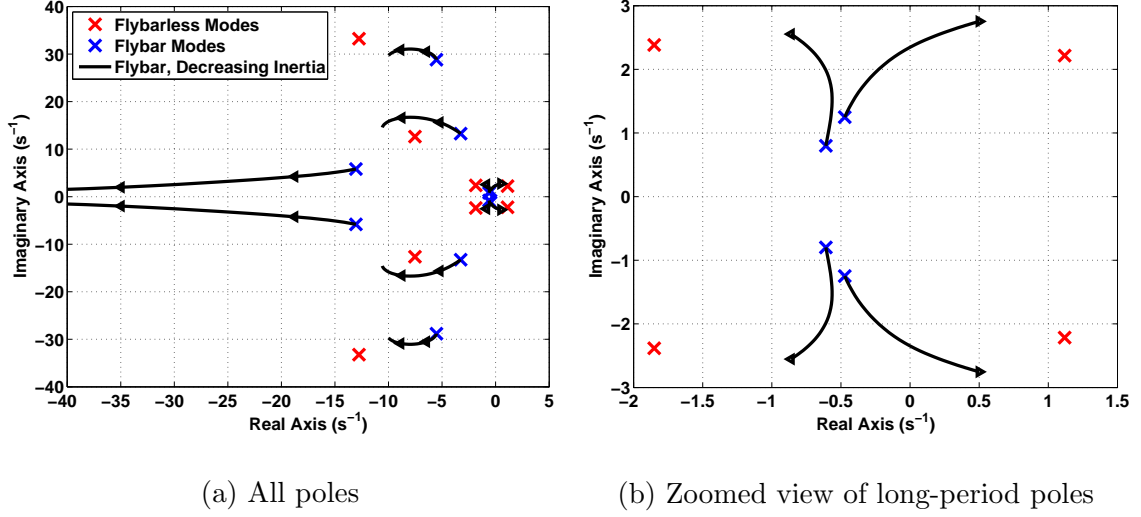 40
30
20
10
0
−10
−20
−30
−40
Imaginary Axis (s⁻¹)
Flybarless Modes
Flybar Modes
Flybar, Decreasing Inertia
−40 −35 −30 −25 −20 −15 −10 −5 0 5
Real Axis (s⁻¹)
(a) All poles
3
2
1
0
−1
−2
−3
Imaginary Axis (s⁻¹)
−2 −1.5 −1 −0.5 0 0.5 1 1.5
Real Axis (s⁻¹)
(b) Zoomed view of long-period poles